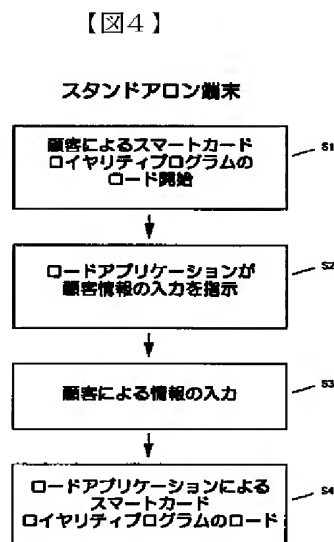 【図4】
スタンドアロン端末
顧客によるスマートカード
ロイヤリティプログラムの
ロード開始
S1
ロードアプリケーションが
顧客情報の入力を指示
S2
顧客による情報の入力
S3
ロードアプリケーションによる
スマートカード
ロイヤリティプログラムのロード
S4